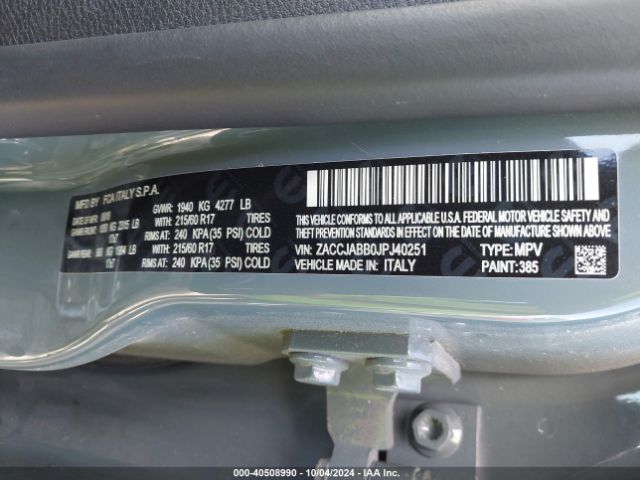 MFD BY FCA ITALY S.P.A.
GVWR: 1940 KG 4277 LB
LB WITH: 215/60 R17 TIRES
RIMS AT: 240 KPA (35 PSI) COLD
LB WITH: 215/60 R17 TIRES
RIMS AT: 240 KPA (35 PSI) COLD
THIS VEHICLE CONFORMS TO ALL APPLICABLE U.S.A. FEDERAL MOTOR VEHICLE SAFETY, BUMPER, AND
THEFT PREVENTION STANDARDS IN EFFECT ON THE DATE OF MANUFACTURE SHOWN ABOVE.
VIN: ZACCJABB0JPJ40251 TYPE: MPV
VEHICLE MADE IN: ITALY PAINT: 385
000-40508990 - 10/04/2024 - IAA Inc.